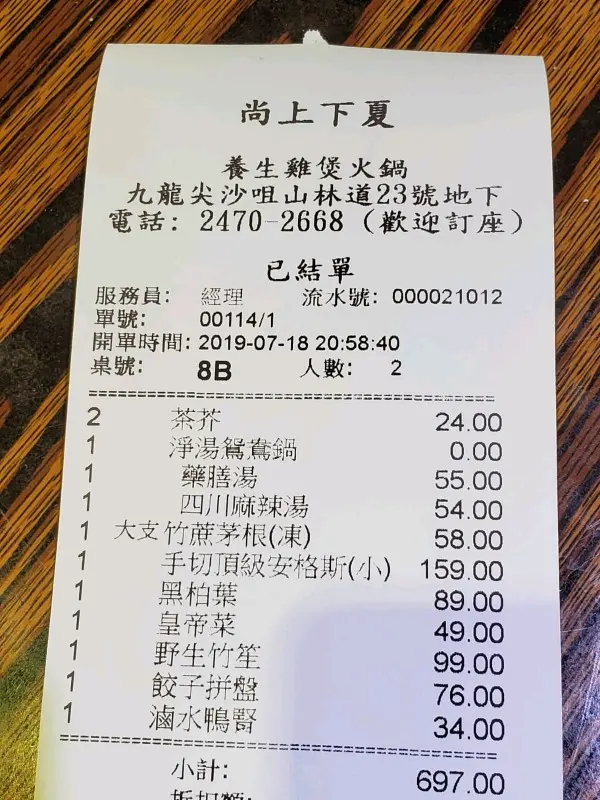 尚上下夏
養生雞煲火鍋
九龍尖沙咀山林道23號地下
電話: 2470-2668 (歡迎訂座)
已結單
服務員: 經理 流水號: 000021012
單號: 00114/1
開單時間: 2019-07-18 20:58:40
桌號: 8B 人數: 2
2 茶芥 24.00
1 淨湯鴛鴦鍋 0.00
1 藥膳湯 55.00
1 四川麻辣湯 54.00
1 大支竹蔗茅根(凍) 58.00
1 手切頂級安格斯(小) 159.00
1 黑柏葉 89.00
1 皇帝菜 49.00
1 野生竹笙 99.00
1 餃子拼盤 76.00
1 滷水鴨腎 34.00
小計: 697.00
折扣額: